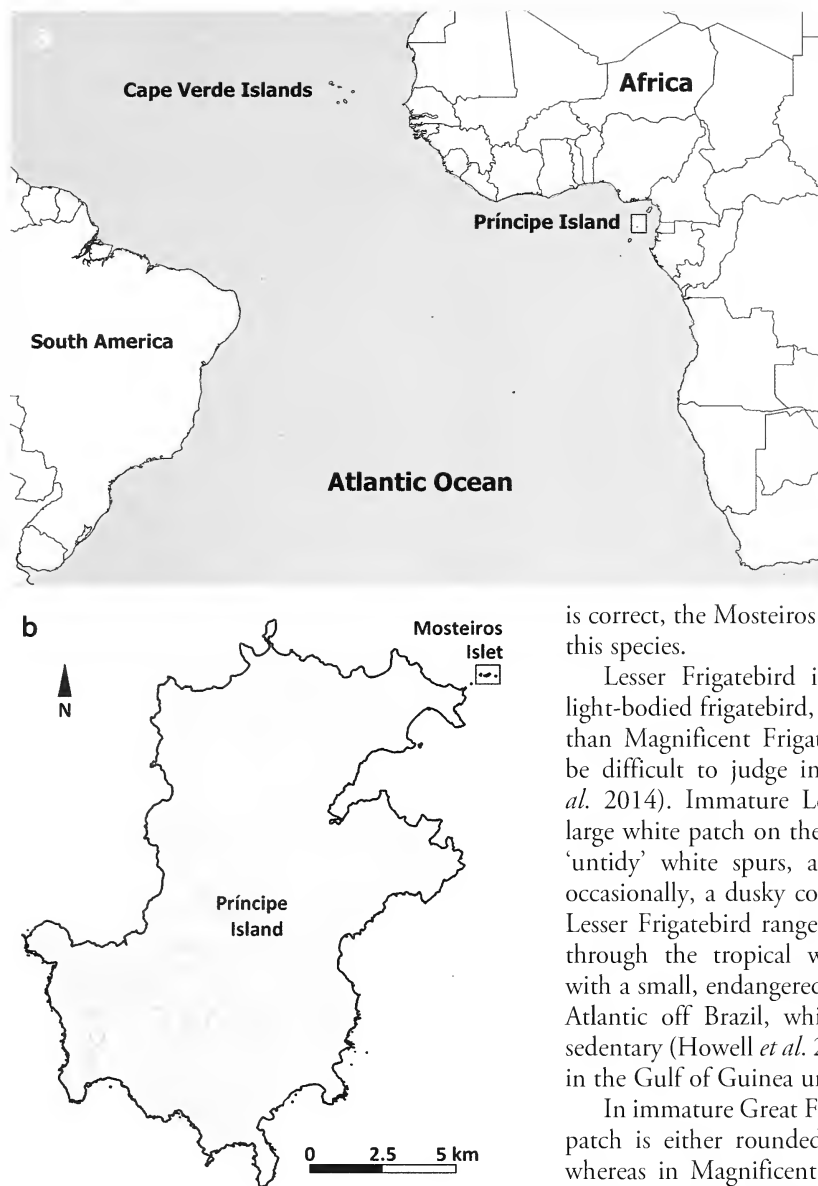 Cape Verde Islands
Africa
Príncipe Island
South America
Atlantic Ocean
b
N
Mosteiros
Islet
Príncipe
Island
0 2.5 5 km
is correct, the Mosteiros
this species.
Lesser Frigatebird i
light-bodied frigatebird,
than Magnificent Frigat
be difficult to judge in
al. 2014). Immature Le
large white patch on the
‘untidy’ white spurs, a
occasionally, a dusky co
Lesser Frigatebird range
through the tropical w
with a small, endangered
Atlantic off Brazil, whi
sedentary (Howell et al. 2
in the Gulf of Guinea un
In immature Great F
patch is either rounded
whereas in Magnificent